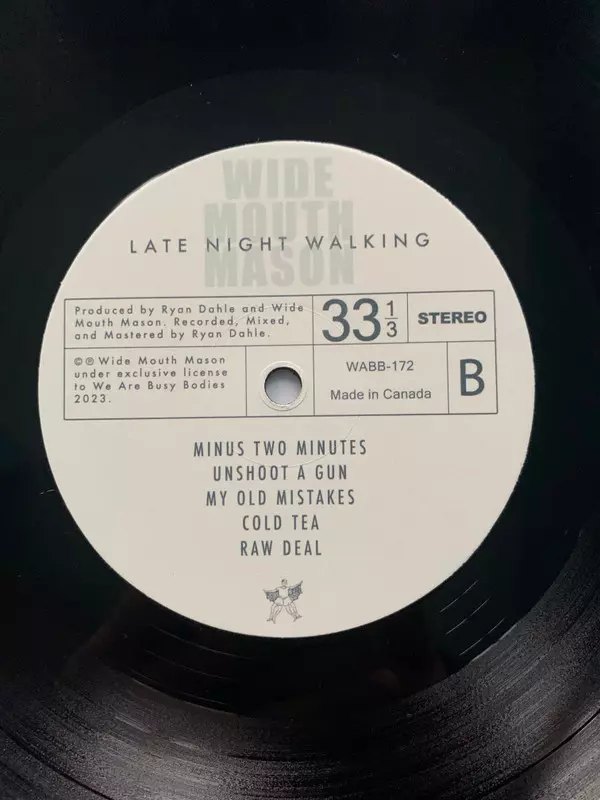 WIDE
MOUTH
MASON
LATE NIGHT WALKING
Produced by Ryan Dahle and Wide
Mouth Mason. Recorded, Mixed,
and Mastered by Ryan Dahle.
33 1/3
STEREO
©℗ Wide Mouth Mason
under exclusive license
to We Are Busy Bodies
2023.
WABB-172
Made in Canada
B
MINUS TWO MINUTES
UNSHOOT A GUN
MY OLD MISTAKES
COLD TEA
RAW DEAL